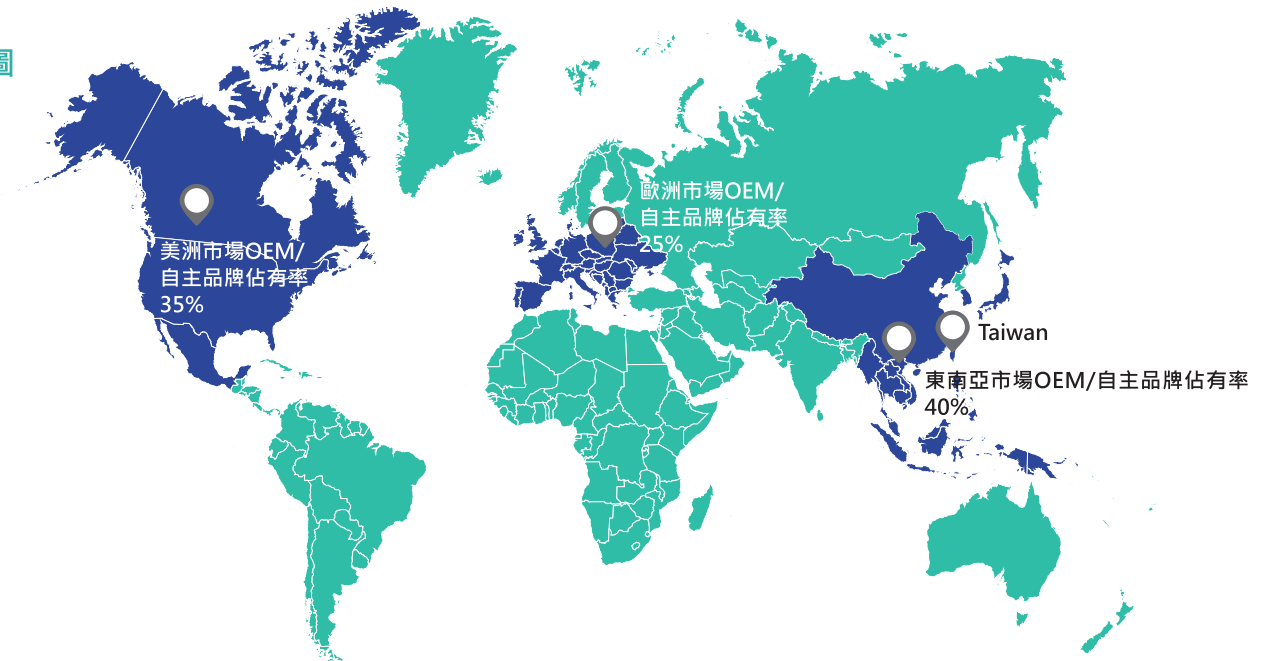 圖
歐洲市場OEM/
自主品牌佔有率
25%
美洲市場OEM/
自主品牌佔有率
35%
Taiwan
東南亞市場OEM/自主品牌佔有率
40%